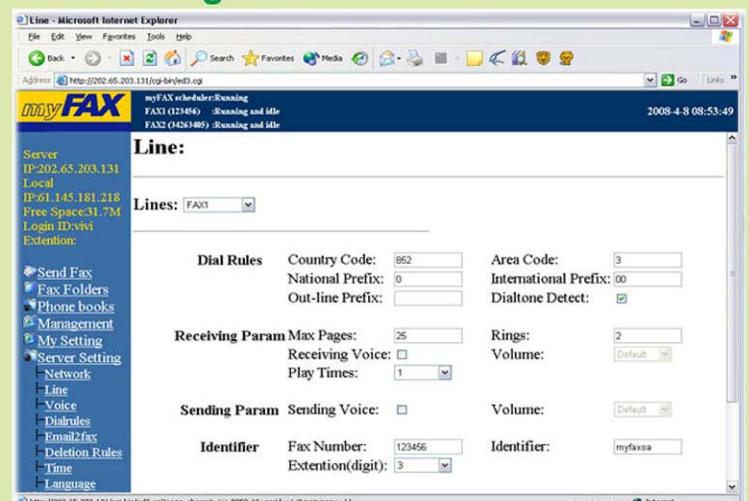 Line - Microsoft Internet Explorer
File Edit View Favorites Tools Help
Back Search Favorites Media
Address http://202.65.203.131/cgi-bin/ed3.cgi Go Links »
myFAX
myFAX scheduler:Running
FAX1 (123456) :Running and idle
FAX2 (34263405) :Running and idle
2008-4-8 08:53:49
Server
IP:202.65.203.131
Local
IP:61.145.181.218
Free Space:31.7M
Login ID:vivi
Extention:
Send Fax
Fax Folders
Phone books
Management
My Setting
Server Setting
Network
Line
Voice
Dialrules
Email2fax
Deletion Rules
Time
Language
Line:
Lines: FAX1
Dial Rules Country Code: 852 Area Code: 3
National Prefix: 0 International Prefix: 00
Out-line Prefix: Dialtone Detect:
Receiving Param Max Pages: 25 Rings: 2
Receiving Voice: Volume: Default
Play Times: 1
Sending Param Sending Voice: Volume: Default
Identifier Fax Number: 123456 Identifier: myfaxoa
Extention(digit): 3
Internet